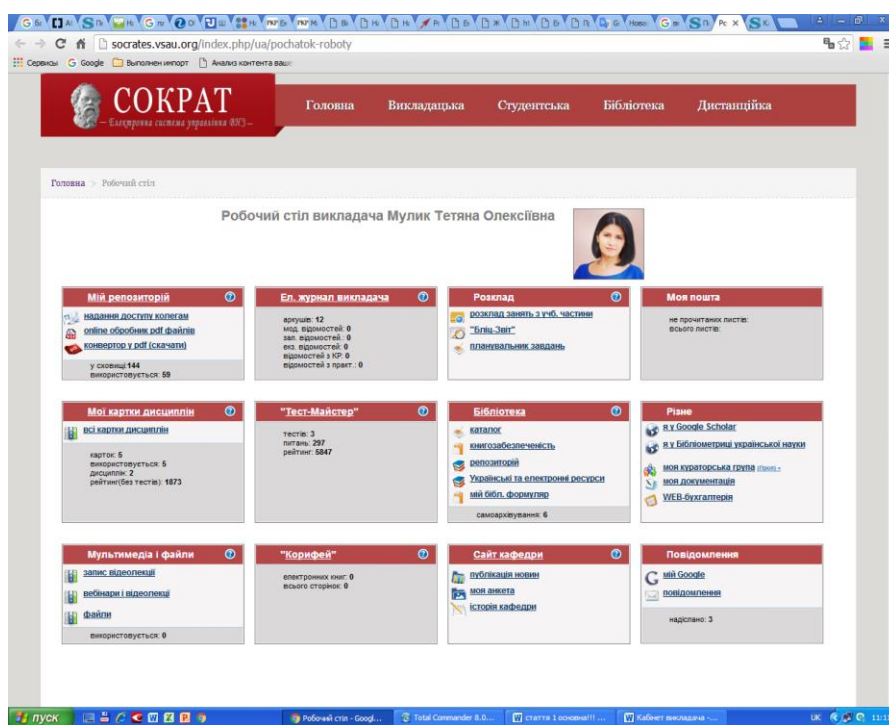 socrates.vsau.org/index.php/ua/pochatok-roboty
Сервисы Google Выполнен импорт Анализ контента ваше
СОКРАТ
– Електронна система управління ВНЗ –
Головна Викладацька Студентська Бібліотека Дистанційка
Головна > Робочий стіл
Робочий стіл викладача Мулик Тетяна Олексіївна
Мій репозиторій
надання доступу колегам
online обробник pdf файлів
конвертор у pdf (скачати)
у сховищі:144
використовується: 59
Ел. журнал викладача
аркушів: 12
мод. відомостей: 0
зал. відомостей.: 0
екз. відомостей: 0
відомостей з КР: 0
відомостей з практ.: 0
Розклад
розклад занять з учб. частини
"Бліц-Звіт"
планувальник завдань
Моя пошта
не прочитаних листів:
всього листів:
Мої картки дисциплін
всі картки дисциплін
карток: 5
використовується: 5
дисциплін: 2
рейтинг(без тестів): 1873
"Тест-Майстер"
тестів: 3
питань: 297
рейтинг: 5847
Бібліотека
каталог
книгозабезпеченість
репозиторій
Українські та електронні ресурси
мій бібл. формуляр
самоархівування: 6
Різне
я у Google Scholar
я у Бібліометриці української науки
моя кураторська група
моя документація
WEB-бухгалтерія
Мультимедіа і файли
запис відеолекції
вебінари і відеолекці
файли
використовується: 0
"Корифей"
електронних книг: 0
всього сторінок: 0
Сайт кафедри
публікація новин
моя анкета
історія кафедри
Повідомлення
мій Google
повідомлення
надіслано: 3
пуск Робочий стіл - Googl... Total Commander 8.0... стаття 1 основна!!! ... Кабінет викладача -... UK